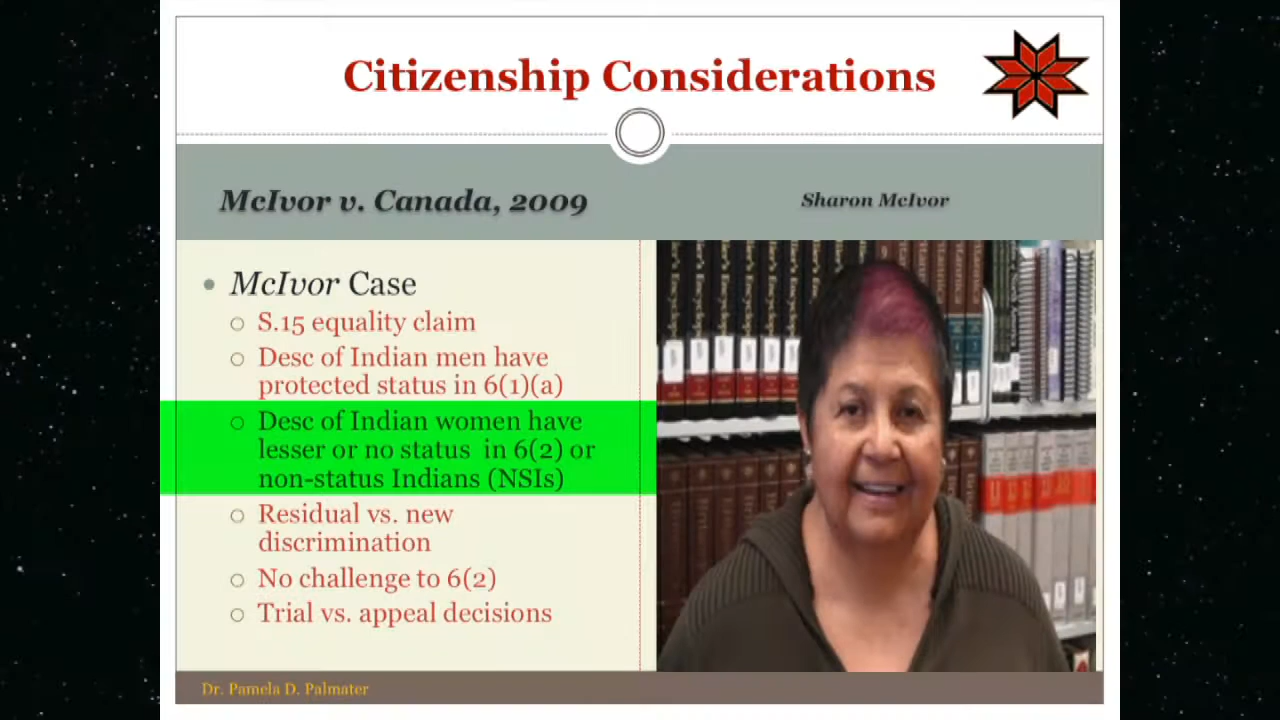 Citizenship Considerations
McIvor v. Canada, 2009
Sharon McIvor
McIvor Case
S.15 equality claim
Desc of Indian men have
protected status in 6(1)(a)
Desc of Indian women have
lesser or no status in 6(2) or
non-status Indians (NSIs)
Residual vs. new
discrimination
No challenge to 6(2)
Trial vs. appeal decisions
Dr. Pamela D. Palmater